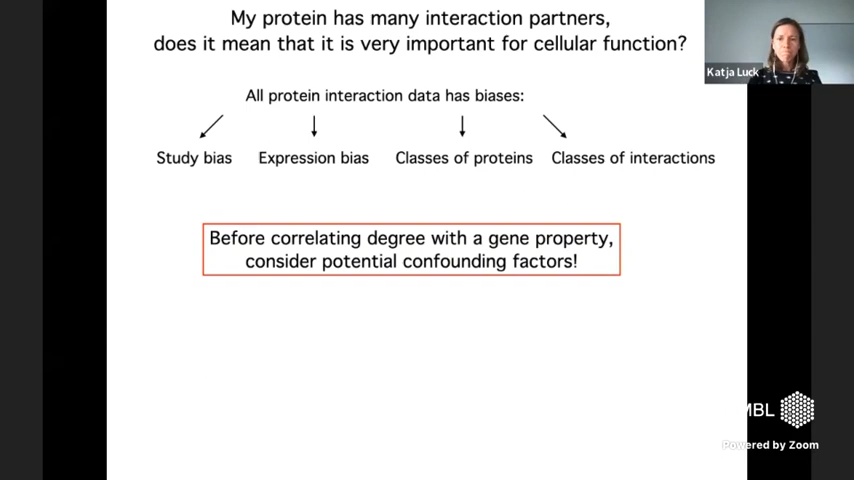 My protein has many interaction partners,
does it mean that it is very important for cellular function?
Katja Luck
All protein interaction data has biases:
Study bias
Expression bias
Classes of proteins
Classes of interactions
Before correlating degree with a gene property,
consider potential confounding factors!
MBL
Powered by Zoom